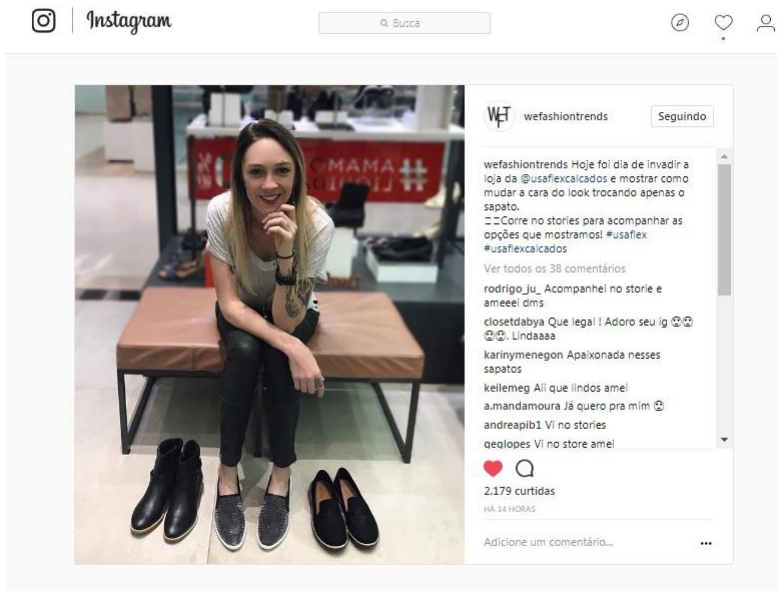 Instagram
Busca
WFT
wefashiontrends
Seguindo
wefashiontrends Hoje foi dia de invadir a
loja da @usaflexcalcados e mostrar como
mudar a cara do look trocando apenas o
sapato.
Corre no stories para acompanhar as
opções que mostramos! #usaflex
#usaflexcalcados
Ver todos os 38 comentários
rodrigo_ju_ Acompanhei no storie e
ameeei dms
closetdabya Que legal ! Adoro seu ig 😍😍
😍😍. Lindaaaa
karinymenegon Apaixonada nesses
sapatos
keilemeg Aii que lindos amei
a.mandamoura Já quero pra mim 😍
andreapib1 Vi no stories
geglopes Vi no store amei
2.179 curtidas
HÁ 14 HORAS
Adicione um comentário...
MAMA